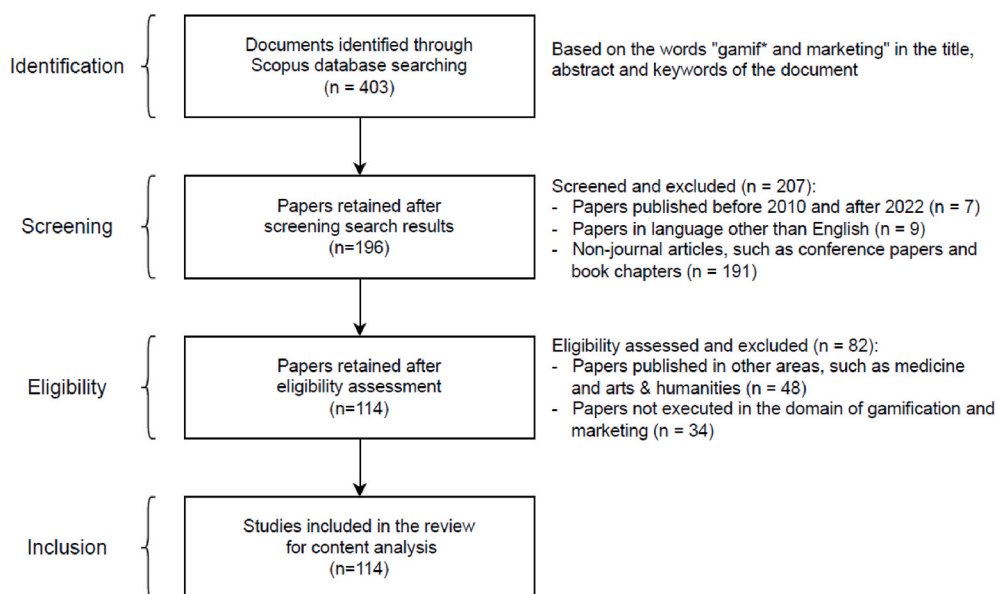 Identification
Documents identified through
Scopus database searching
(n = 403)
Based on the words "gamif* and marketing" in the title,
abstract and keywords of the document
Screening
Papers retained after
screening search results
(n=196)
Screened and excluded (n = 207):
- Papers published before 2010 and after 2022 (n = 7)
- Papers in language other than English (n = 9)
- Non-journal articles, such as conference papers and
book chapters (n = 191)
Eligibility
Papers retained after
eligibility assessment
(n=114)
Eligibility assessed and excluded (n = 82):
- Papers published in other areas, such as medicine
and arts & humanities (n = 48)
- Papers not executed in the domain of gamification and
marketing (n = 34)
Inclusion
Studies included in the review
for content analysis
(n=114)